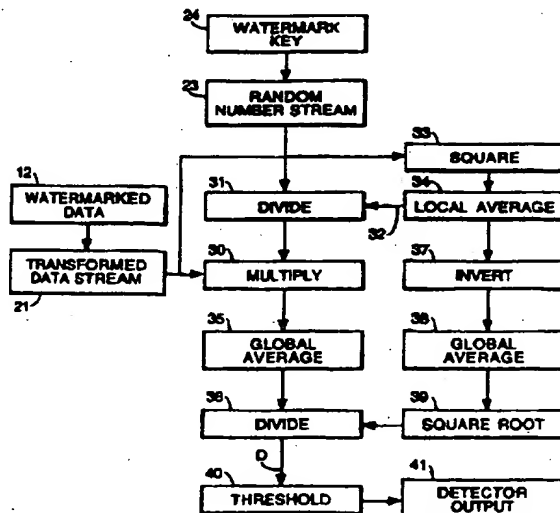 24
WATERMARK
KEY
23
RANDOM
NUMBER STREAM
33
SQUARE
12
WATERMARKED
DATA
31
DIVIDE
32
34
LOCAL AVERAGE
TRANSFORMED
DATA STREAM
21
30
MULTIPLY
37
INVERT
35
GLOBAL
AVERAGE
38
GLOBAL
AVERAGE
36
DIVIDE
39
SQUARE ROOT
D
40
THRESHOLD
41
DETECTOR
OUTPUT